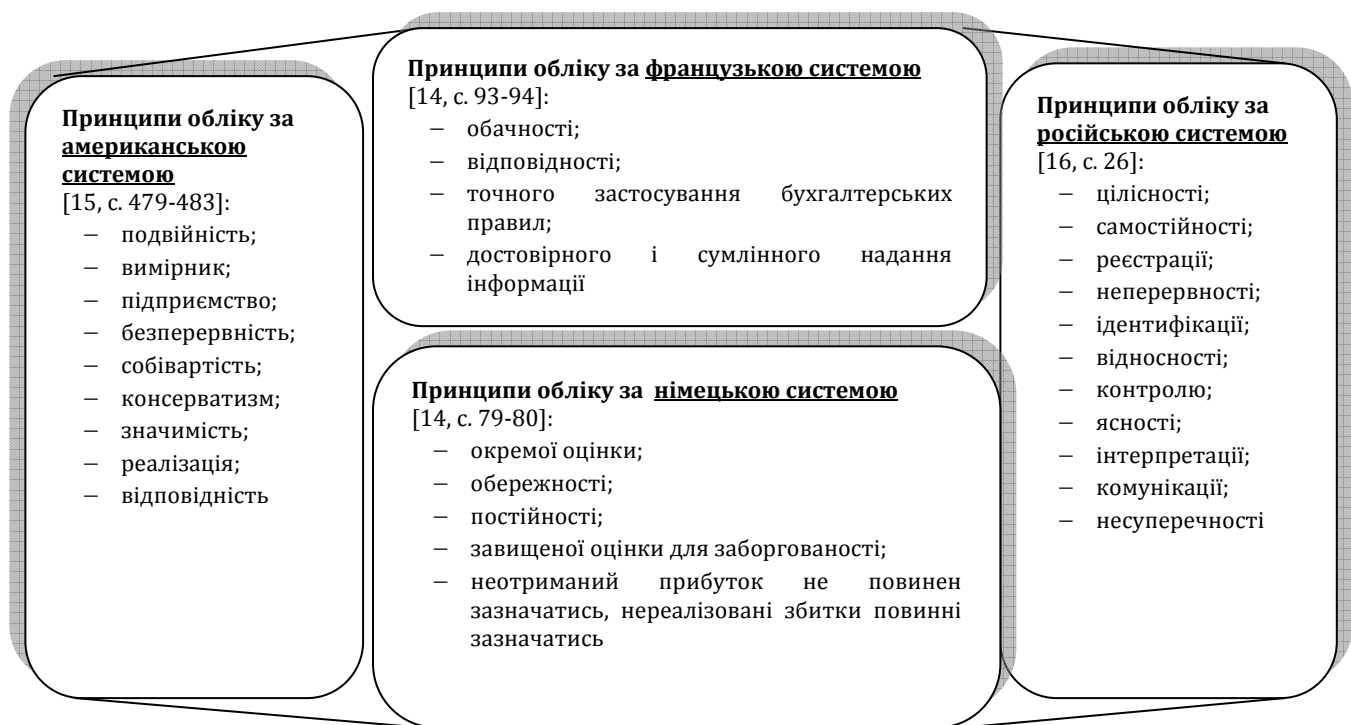 Принципи обліку за
американською
системою
[15, с. 479-483]:
– подвійність;
– вимірник;
– підприємство;
– безперервність;
– собівартість;
– консерватизм;
– значимість;
– реалізація;
– відповідність
Принципи обліку за французькою системою
[14, с. 93-94]:
– обачності;
– відповідності;
– точного застосування бухгалтерських
правил;
– достовірного і сумлінного надання
інформації
Принципи обліку за німецькою системою
[14, с. 79-80]:
– окремої оцінки;
– обережності;
– постійності;
– завищеної оцінки для заборгованості;
– неотриманий прибуток не повинен
зазначатись, нереалізовані збитки повинні
зазначатись
Принципи обліку за
російською системою
[16, с. 26]:
– цілісності;
– самостійності;
– реєстрації;
– неперервності;
– ідентифікації;
– відносності;
– контролю;
– ясності;
– інтерпретації;
– комунікації;
– несуперечності